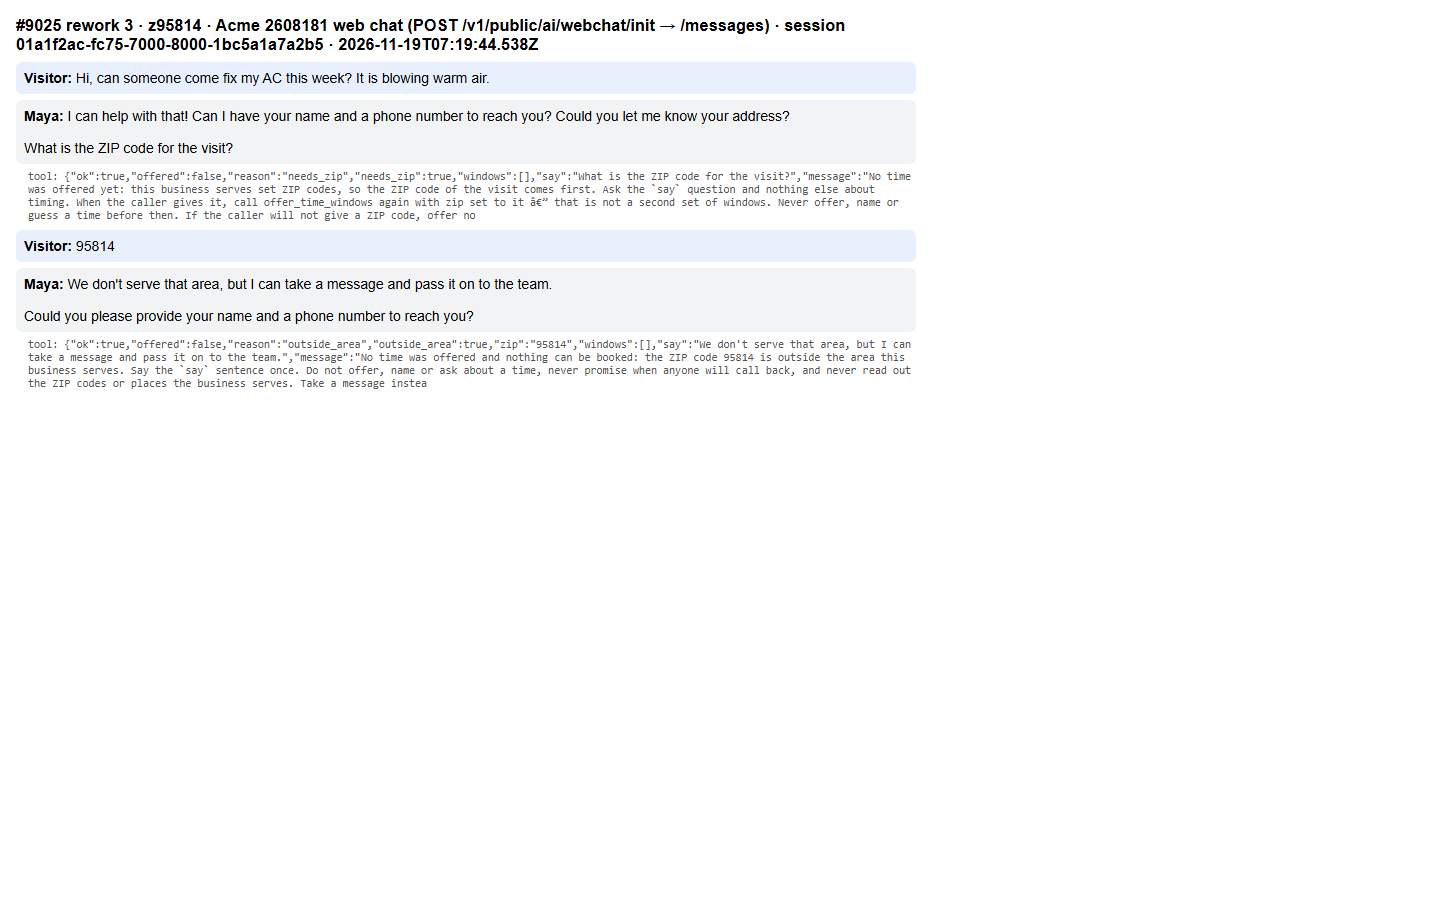 #9025 rework 3 · z95814 · Acme 2608181 web chat (POST /v1/public/ai/webchat/init → /messages) · session
01a1f2ac-fc75-7000-8000-1bc5a1a7a2b5 · 2026-11-19T07:19:44.538Z
Visitor: Hi, can someone come fix my AC this week? It is blowing warm air.
Maya: I can help with that! Can I have your name and a phone number to reach you? Could you let me know your address?
What is the ZIP code for the visit?
tool: {"ok":true,"offered":false,"reason":"needs_zip","needs_zip":true,"windows":[],"say":"What is the ZIP code for the visit?","message":"No time
was offered yet: this business serves set ZIP codes, so the ZIP code of the visit comes first. Ask the `say` question and nothing else about
timing. When the caller gives it, call offer_time_windows again with zip set to it â€” that is not a second set of windows. Never offer, name or
guess a time before then. If the caller will not give a ZIP code, offer no
Visitor: 95814
Maya: We don't serve that area, but I can take a message and pass it on to the team.
Could you please provide your name and a phone number to reach you?
tool: {"ok":true,"offered":false,"reason":"outside_area","outside_area":true,"zip":"95814","windows":[],"say":"We don't serve that area, but I can
take a message and pass it on to the team.","message":"No time was offered and nothing can be booked: the ZIP code 95814 is outside the area this
business serves. Say the `say` sentence once. Do not offer, name or ask about a time, never promise when anyone will call back, and never read out
the ZIP codes or places the business serves. Take a message instea